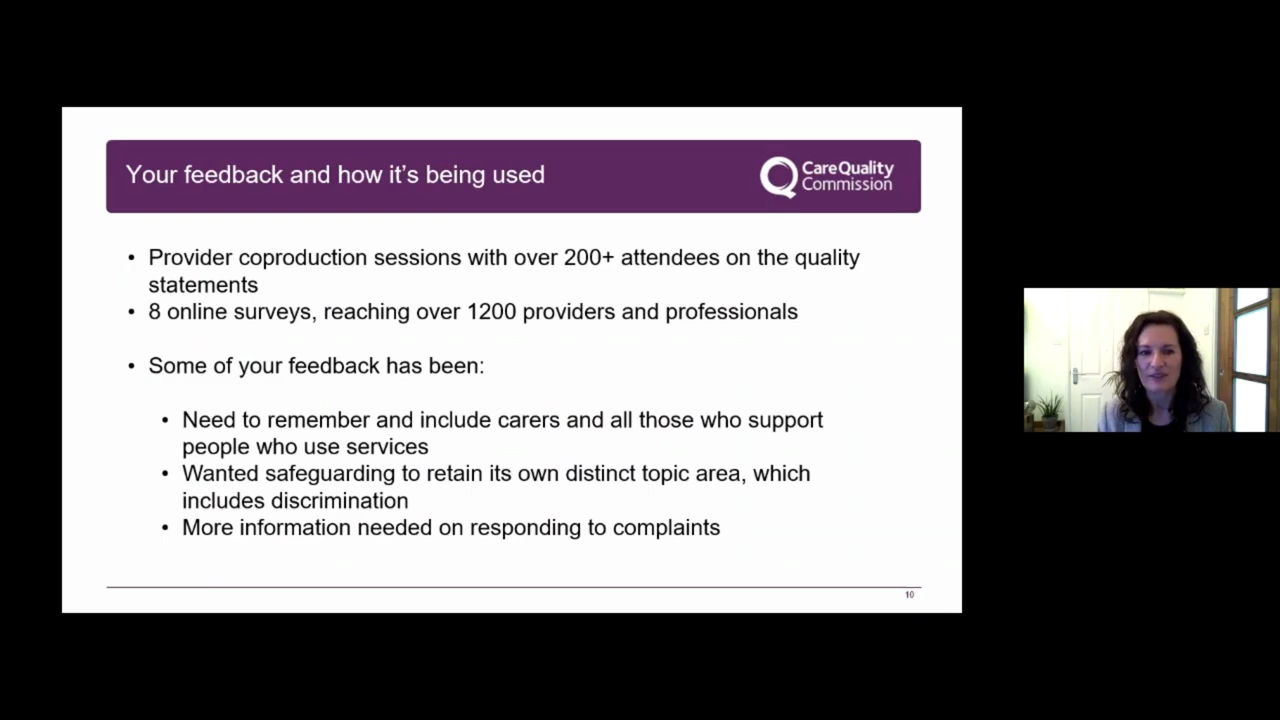 Your feedback and how it's being used
CareQuality
Commission
• Provider coproduction sessions with over 200+ attendees on the quality
statements
• 8 online surveys, reaching over 1200 providers and professionals
• Some of your feedback has been:
• Need to remember and include carers and all those who support
people who use services
• Wanted safeguarding to retain its own distinct topic area, which
includes discrimination
• More information needed on responding to complaints
10